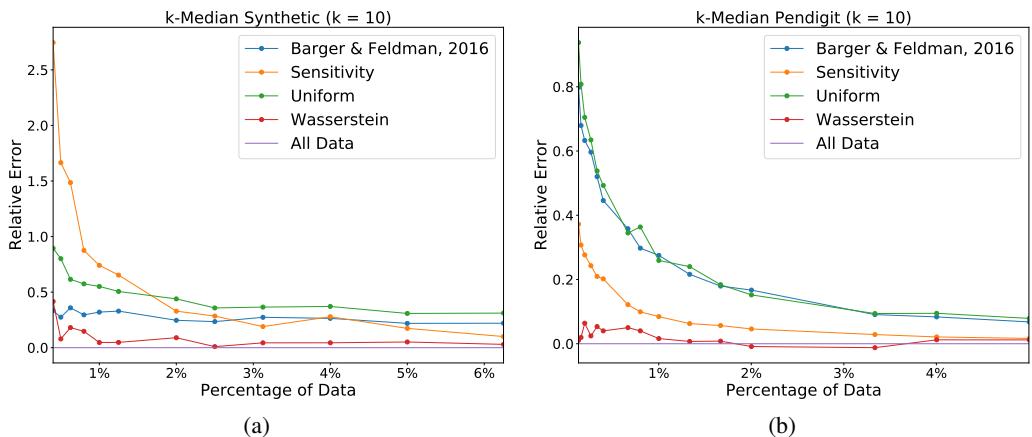 k-Median Synthetic (k = 10)
Barger & Feldman, 2016
Sensitivity
Uniform
Wasserstein
All Data
2.5
2.0
1.5
1.0
0.5
0.0
Relative Error
1% 2% 3% 4% 5% 6%
Percentage of Data
(a)
k-Median Pendigit (k = 10)
Barger & Feldman, 2016
Sensitivity
Uniform
Wasserstein
All Data
0.8
0.6
0.4
0.2
0.0
Relative Error
1% 2% 3% 4%
Percentage of Data
(b)